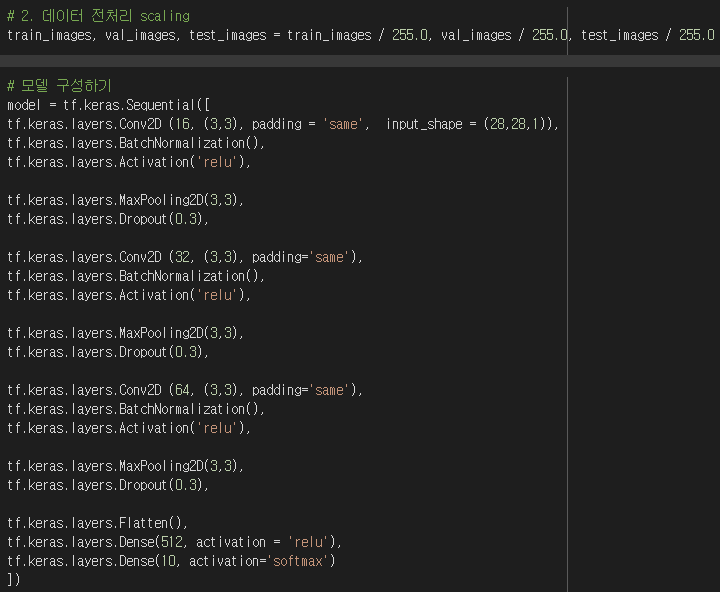 # 2. 데이터 전처리 scaling
train_images, val_images, test_images = train_images / 255.0, val_images / 255.0, test_images / 255.0
# 모델 구성하기
model = tf.keras.Sequential([
tf.keras.layers.Conv2D (16, (3,3), padding = 'same',  input_shape = (28,28,1)),
tf.keras.layers.BatchNormalization(),
tf.keras.layers.Activation('relu'),
tf.keras.layers.MaxPooling2D(3,3),
tf.keras.layers.Dropout(0.3),
tf.keras.layers.Conv2D (32, (3,3), padding='same'),
tf.keras.layers.BatchNormalization(),
tf.keras.layers.Activation('relu'),
tf.keras.layers.MaxPooling2D(3,3),
tf.keras.layers.Dropout(0.3),
tf.keras.layers.Conv2D (64, (3,3), padding='same'),
tf.keras.layers.BatchNormalization(),
tf.keras.layers.Activation('relu'),
tf.keras.layers.MaxPooling2D(3,3),
tf.keras.layers.Dropout(0.3),
tf.keras.layers.Flatten(),
tf.keras.layers.Dense(512, activation = 'relu'),
tf.keras.layers.Dense(10, activation='softmax')
])